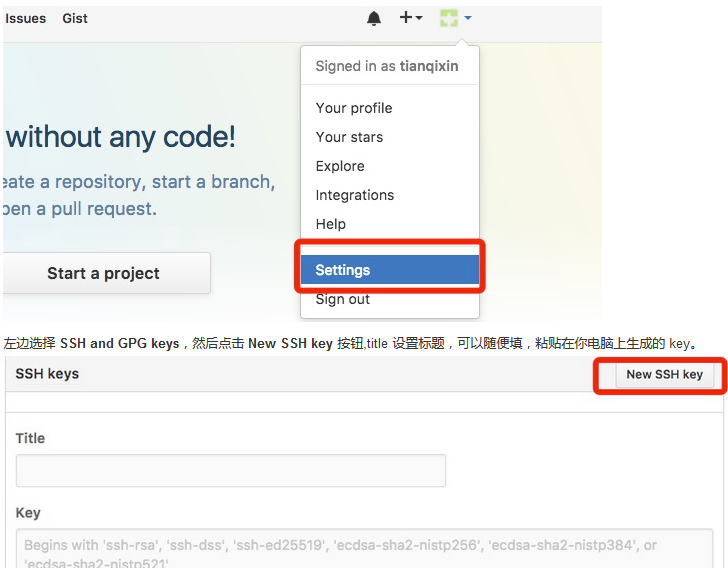 Issues Gist
Signed in as tianqixin
Your profile
without any code!
Your stars
Explore
eate a repository, start a branch,
Integrations
pen a pull request.
Help
Start a project
Settings
Sign out
左边选择 SSH and GPG keys，然后点击 New SSH key 按钮,title 设置标题，可以随便填，粘贴在你电脑上生成的 key。
SSH keys
New SSH key
Title
Key
Begins with 'ssh-rsa', 'ssh-dss', 'ssh-ed25519', 'ecdsa-sha2-nistp256', 'ecdsa-sha2-nistp384', or
'ecdsa-sha2-nistp521'